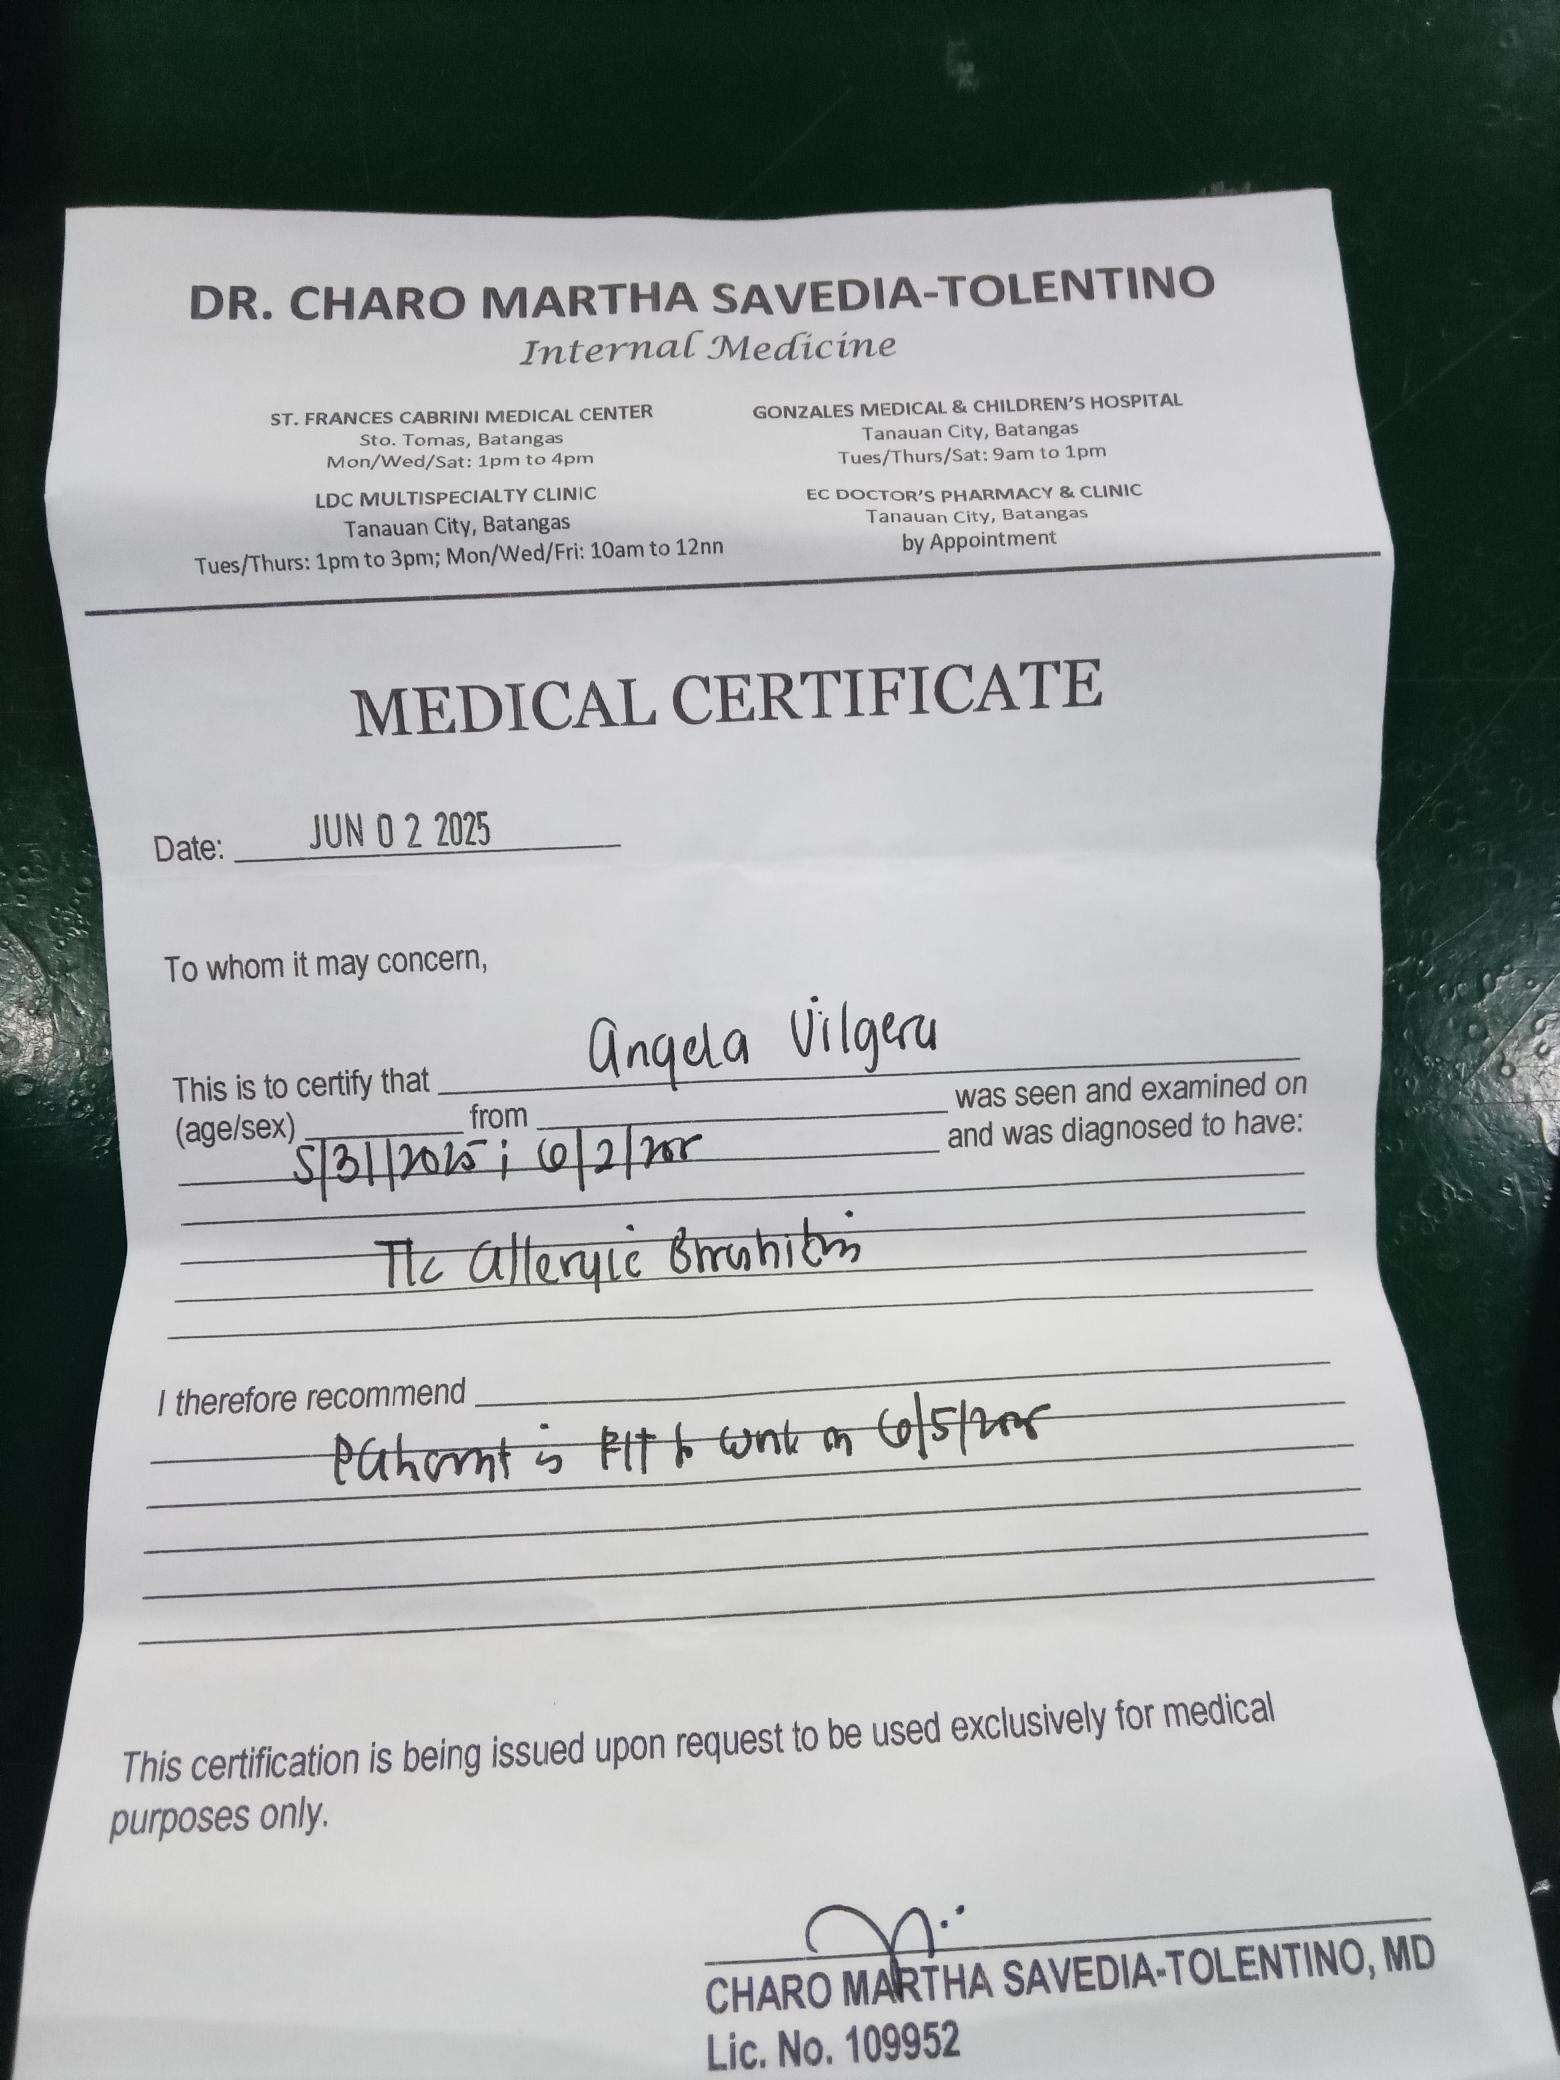 DR. CHARO MARTHA SAVEDIA-TOLENTINO
Internal Medicine
ST. FRANCES CABRINI MEDICAL CENTER
Sto. Tomas, Batangas
Mon/Wed/Sat: 1pm to 4pm
GONZALES MEDICAL & CHILDREN'S HOSPITAL
Tanauan City, Batangas
Tues/Thurs/Sat: 9am to 1pm
LDC MULTISPECIALTY CLINIC
Tanauan City, Batangas
Tues/Thurs: 1pm to 3pm; Mon/Wed/Fri: 10am to 12nn
EC DOCTOR'S PHARMACY & CLINIC
Tanauan City, Batangas
by Appointment
MEDICAL CERTIFICATE
Date: JUN 02 2025
To whom it may concern,
This is to certify that Angela Vilgera
(age/sex) from was seen and examined on
5/31/2025; 6/2/2025 and was diagnosed to have:
Allergic Bronchitis
I therefore recommend
Patient is FIT to work on 6/5/2025
This certification is being issued upon request to be used exclusively for medical
purposes only.
CHARO MARTHA SAVEDIA-TOLENTINO, MD
Lic. No. 109952